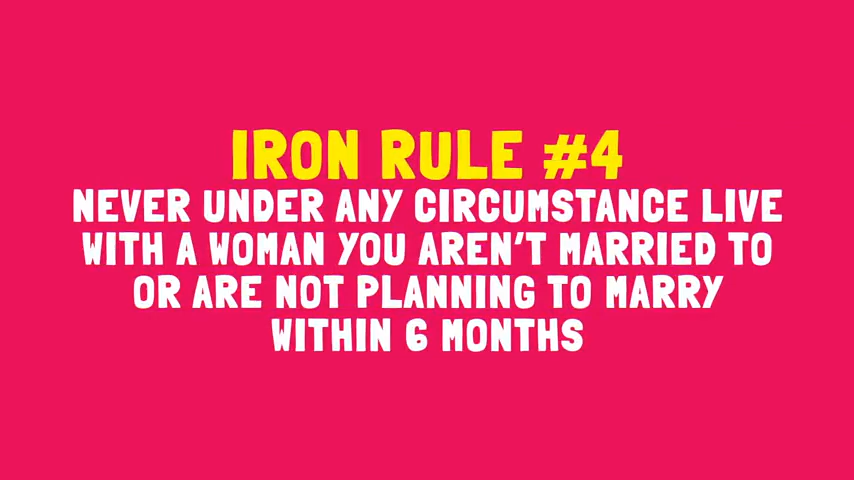 IRON RULE #4
NEVER UNDER ANY CIRCUMSTANCE LIVE
WITH A WOMAN YOU AREN'T MARRIED TO
OR ARE NOT PLANNING TO MARRY
WITHIN 6 MONTHS